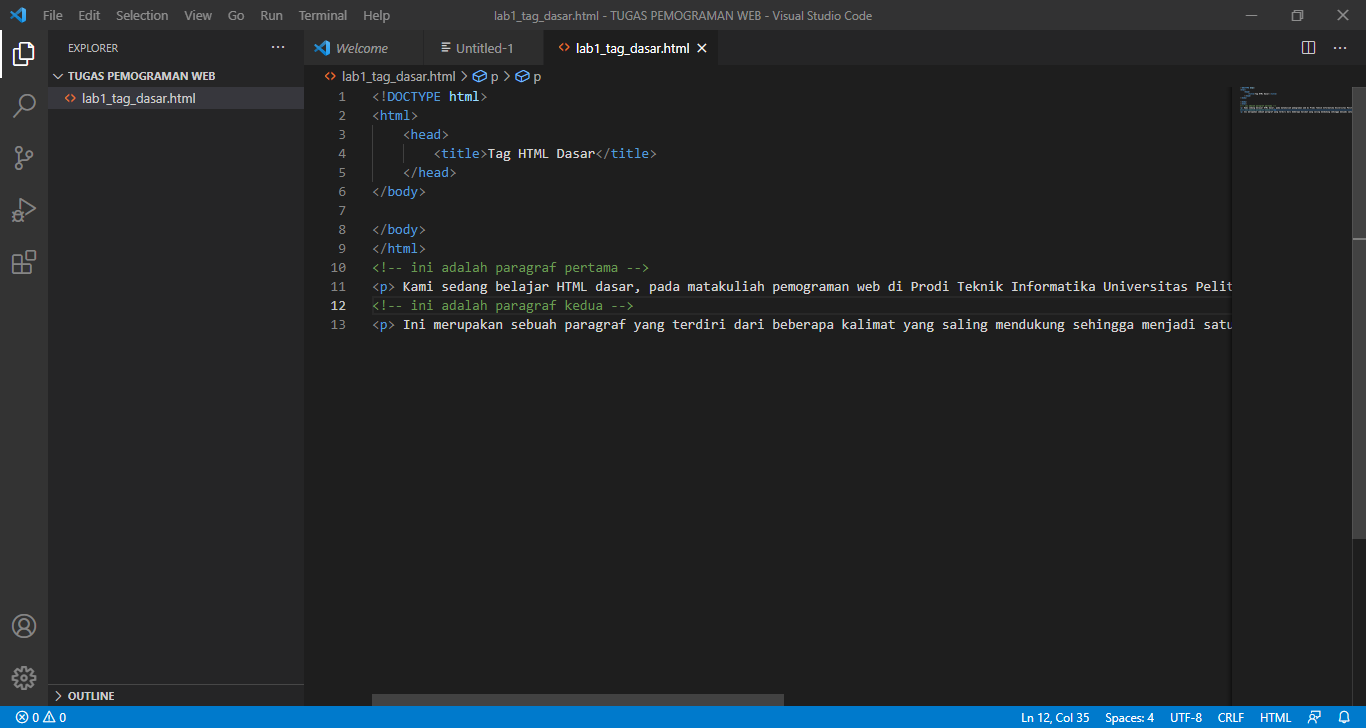 File Edit Selection View Go Run Terminal Help lab1_tag_dasar.html - TUGAS PEMOGRAMAN WEB - Visual Studio Code
EXPLORER
TUGAS PEMOGRAMAN WEB
lab1_tag_dasar.html
OUTLINE
Welcome Untitled-1 lab1_tag_dasar.html
lab1_tag_dasar.html > p > p
1 <!DOCTYPE html>
2 <html>
3 <head>
4 <title>Tag HTML Dasar</title>
5 </head>
6 </body>
7
8 </body>
9 </html>
10 <!-- ini adalah paragraf pertama -->
11 <p> Kami sedang belajar HTML dasar, pada matakuliah pemograman web di Prodi Teknik Informatika Universitas Pelit
12 <!-- ini adalah paragraf kedua -->
13 <p> Ini merupakan sebuah paragraf yang terdiri dari beberapa kalimat yang saling mendukung sehingga menjadi satu
0 0 Ln 12, Col 35 Spaces: 4 UTF-8 CRLF HTML